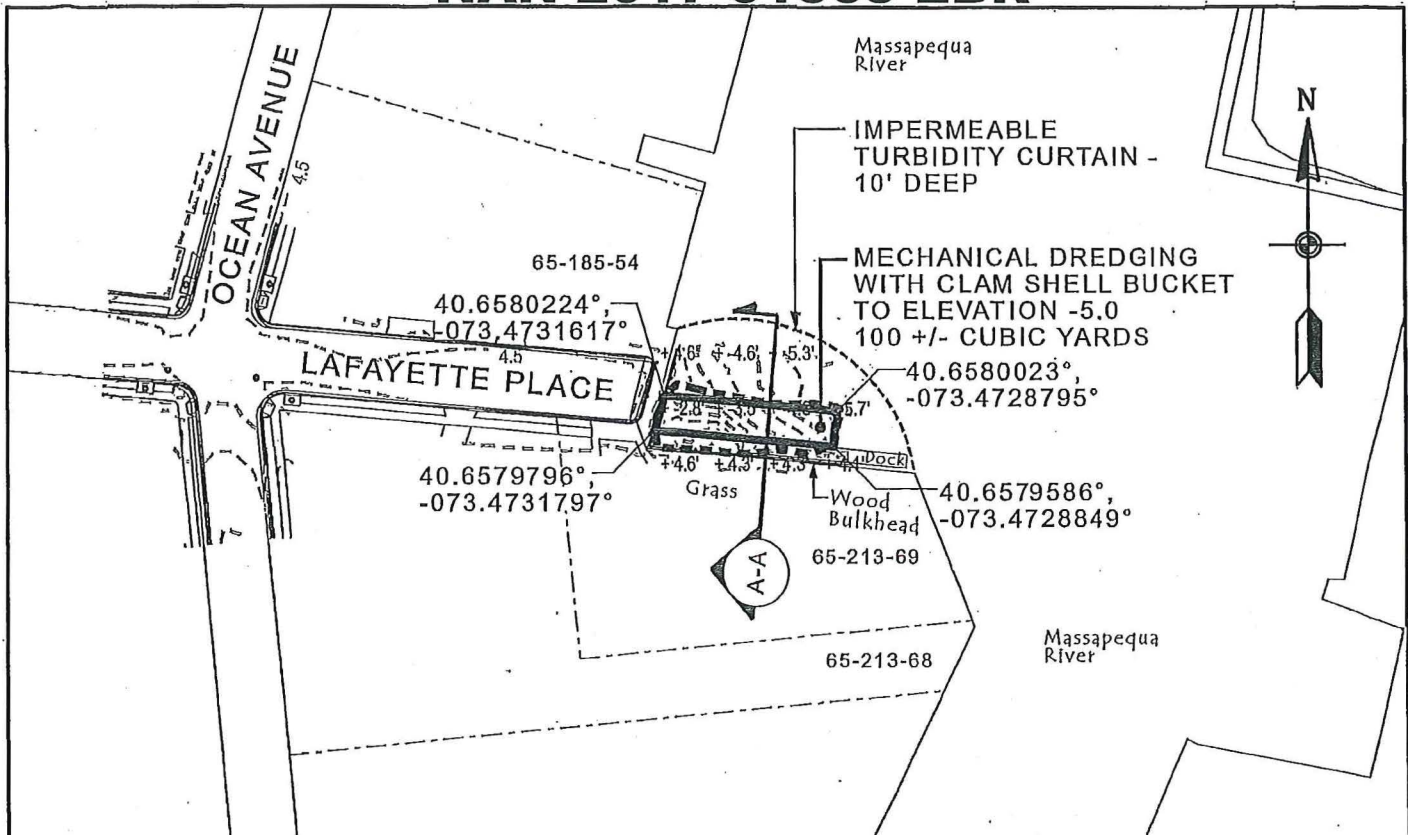 Massapequa
River
N
OCEAN AVENUE
4.5
IMPERMEABLE
TURBIDITY CURTAIN -
10' DEEP
65-185-54
MECHANICAL DREDGING
WITH CLAM SHELL BUCKET
TO ELEVATION -5.0
100 +/- CUBIC YARDS
40.6580224°,
-073.4731617°
4.5
LAFAYETTE PLACE
-4.6'
-5.3'
40.6580023°,
-073.4728795°
-2.8'
5.7'
+4.6'
+4.3'
+4.3'
Dock
40.6579796°,
-073.4731797°
Grass
Wood
Bulkhead
40.6579586°,
-073.4728849°
A-A
65-213-69
65-213-68
Massapequa
River